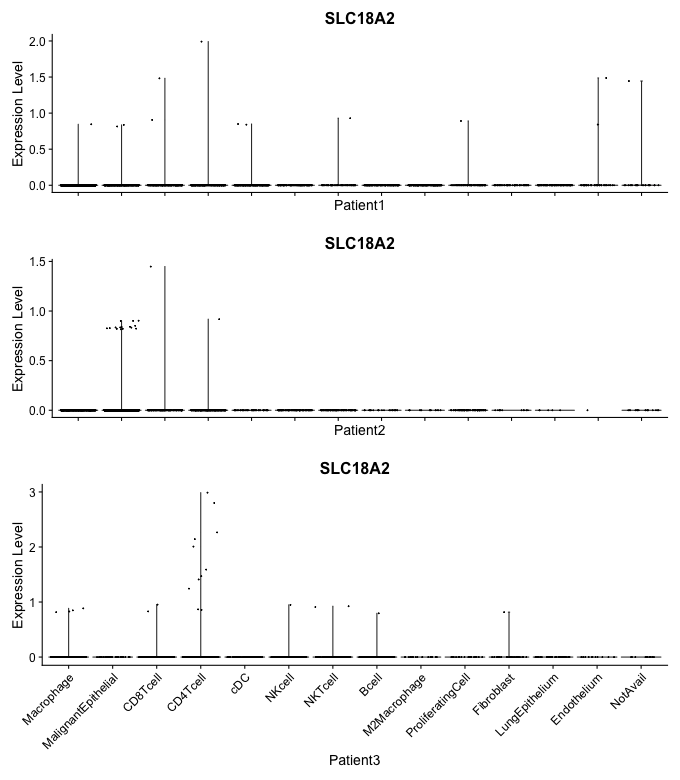 SLC18A2
Expression Level
2.0
1.5
1.0
0.5
0.0
Patient1
SLC18A2
Expression Level
1.5
1.0
0.5
0.0
Patient2
SLC18A2
Expression Level
3
2
1
0
Macrophage
MalignantEpithelial
CD8Tcell
CD4Tcell
cDC
NKcell
NKTcell
Bcell
M2Macrophage
ProliferatingCell
Fibroblast
LungEpithelium
Endothelium
NotAvail
Patient3